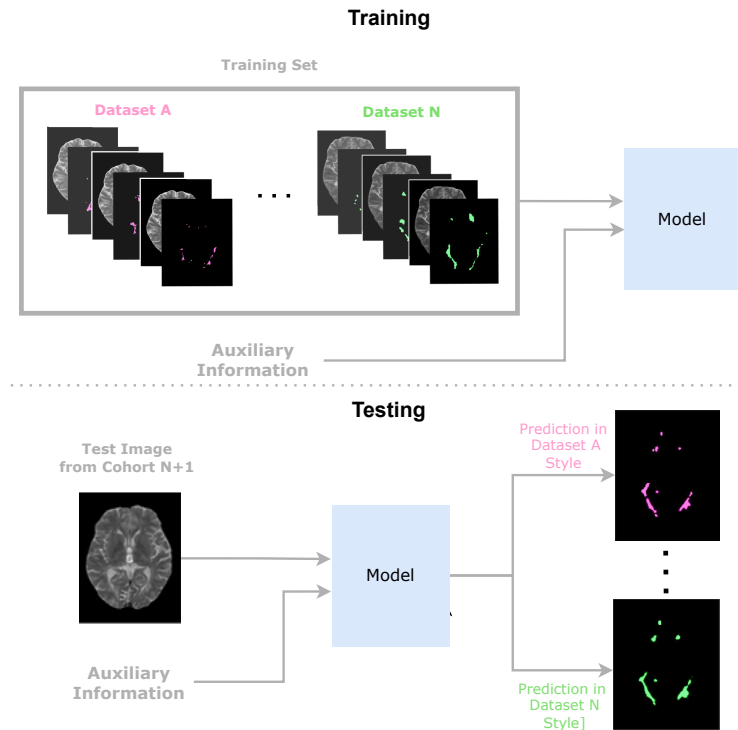 Training
Training Set
Dataset A
Dataset N
. . .
Model
Auxiliary
Information
Testing
Test Image
from Cohort N+1
Prediction in
Dataset A
Style
Model
Auxiliary
Information
Prediction in
Dataset N
Style]